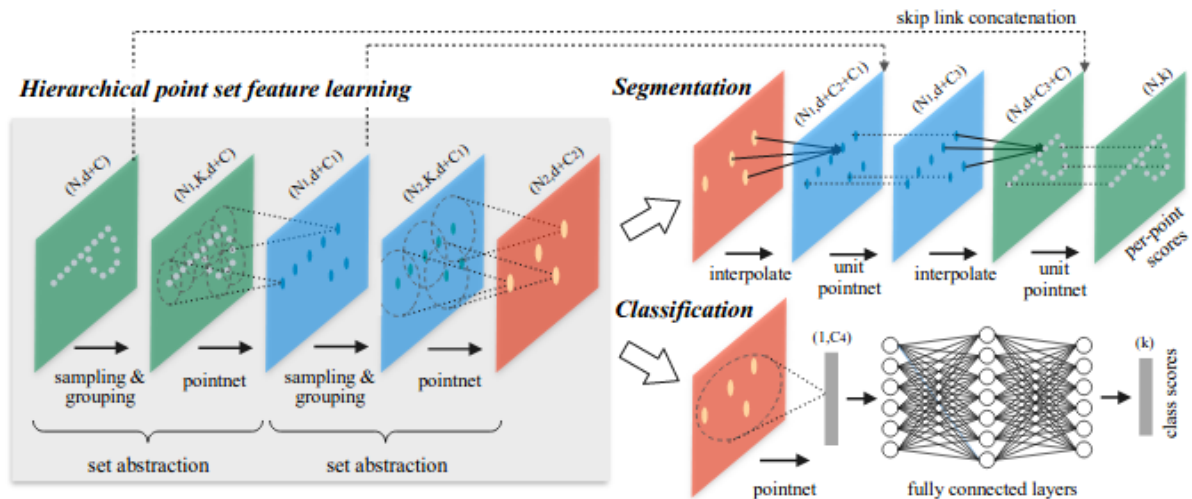 skip link concatenation
Hierarchical point set feature learning
(N,d+C)
(N1,K,d+C)
(N1,d+C1)
(N2,K,d+C1)
(N2,d+C2)
sampling &
grouping
pointnet
sampling &
grouping
pointnet
set abstraction
set abstraction
Segmentation
(N1,d+C2+C1)
(N1,d+C3)
(N,d+C3+C)
(N,k)
interpolate
unit
pointnet
interpolate
unit
pointnet
per-point
scores
Classification
(1,C4)
(k)
class scores
pointnet
fully connected layers